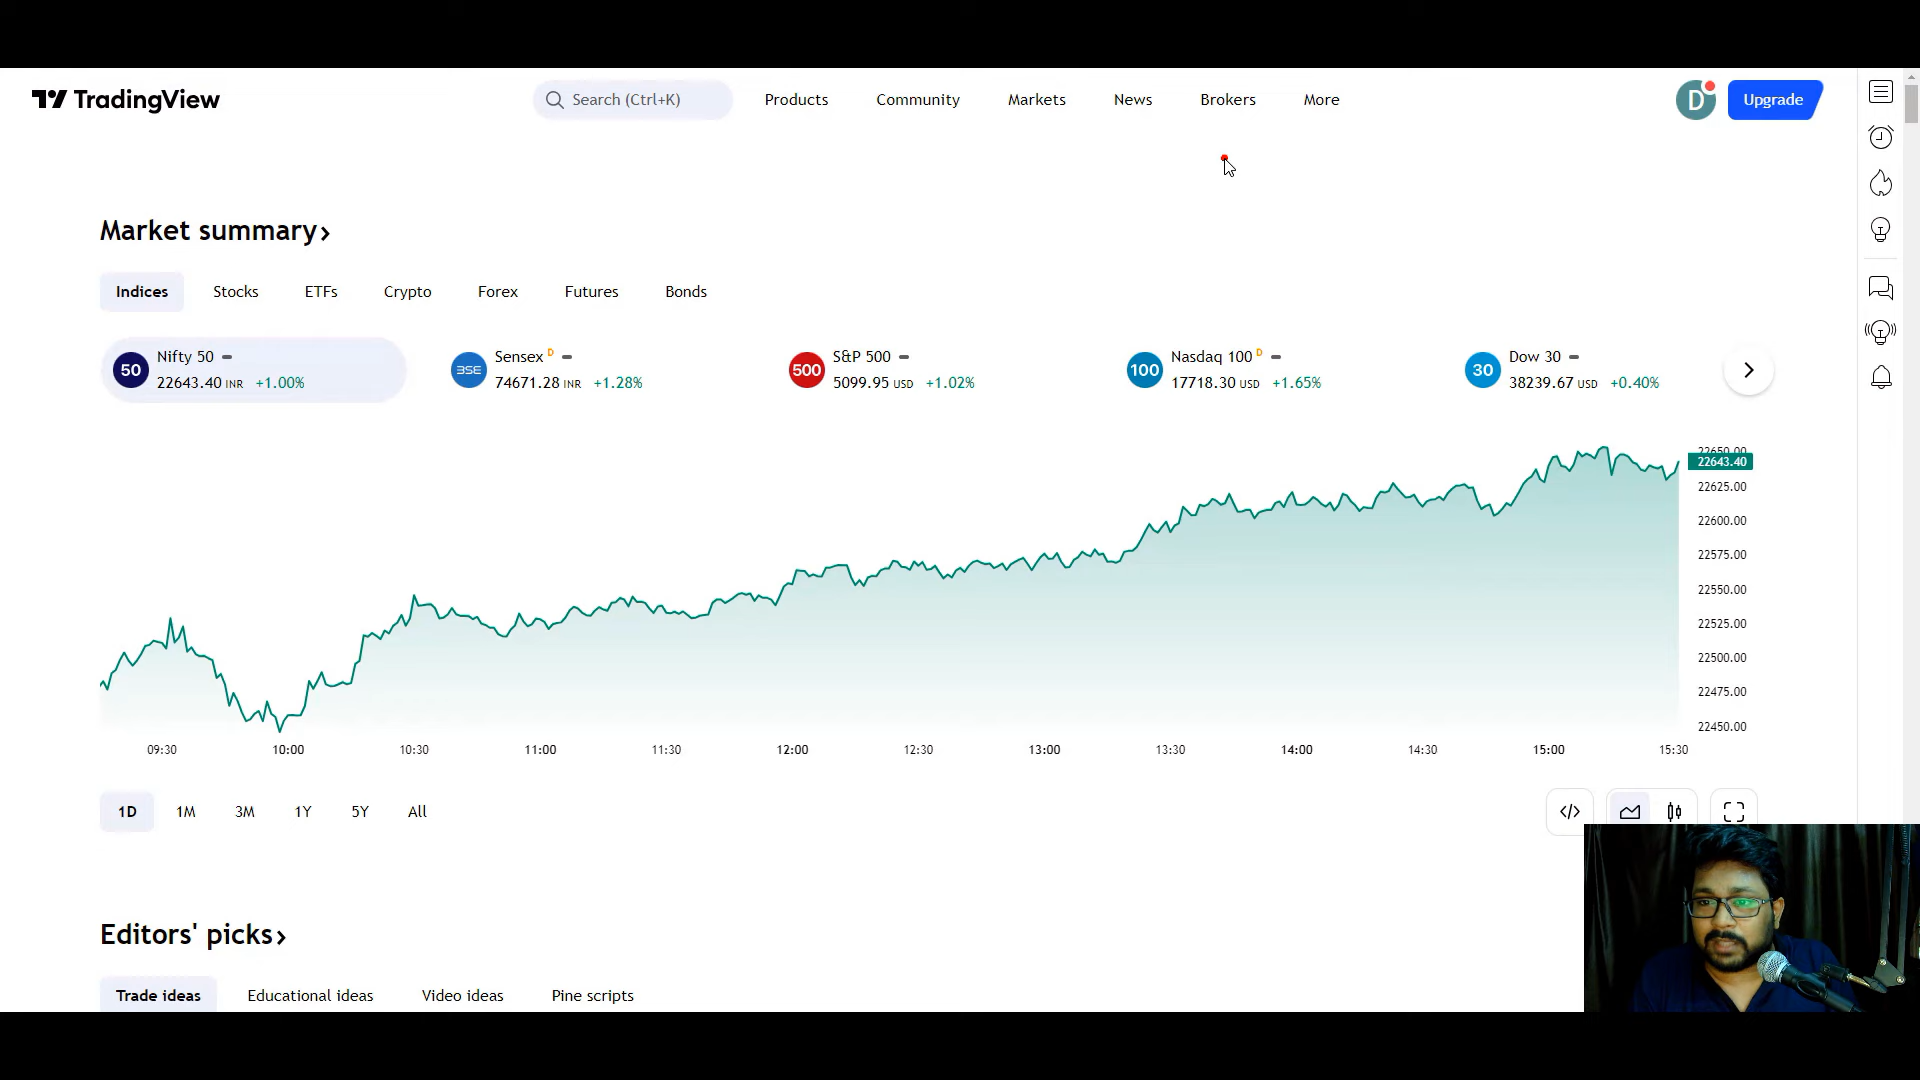 TradingView
Search (Ctrl+K)
Products
Community
Markets
News
Brokers
More
D
Upgrade
Market summary
Indices
Stocks
ETFs
Crypto
Forex
Futures
Bonds
50
Nifty 50
22643.40 INR +1.00%
BSE
Sensex D
74671.28 INR +1.28%
500
S&P 500
5099.95 USD +1.02%
100
Nasdaq 100 D
17718.30 USD +1.65%
30
Dow 30
38239.67 USD +0.40%
22650.00
22643.40
22625.00
22600.00
22575.00
22550.00
22525.00
22500.00
22475.00
22450.00
09:30 10:00 10:30 11:00 11:30 12:00 12:30 13:00 13:30 14:00 14:30 15:00 15:30
1D 1M 3M 1Y 5Y All
Editors' picks
Trade ideas
Educational ideas
Video ideas
Pine scripts